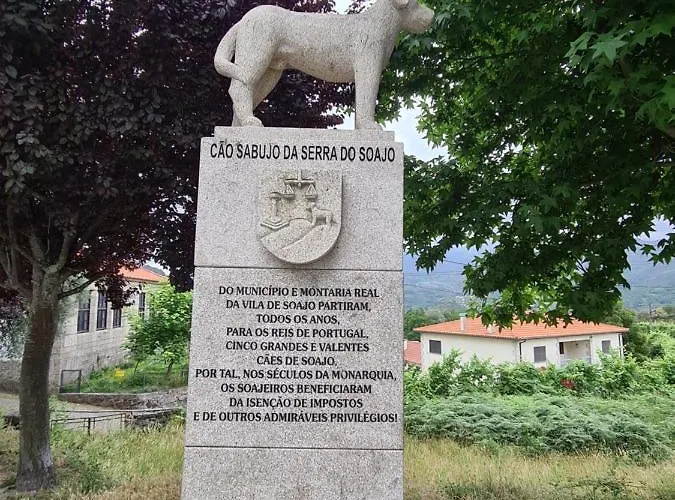 CÃO SABUJO DA SERRA DO SOAJO
DO MUNICÍPIO E MONTARIA REAL
DA VILA DE SOAJO PARTIRAM,
TODOS OS ANOS,
PARA OS REIS DE PORTUGAL,
CINCO GRANDES E VALENTES
CÃES DE SOAJO.
POR TAL, NOS SÉCULOS DA MONARQUIA,
OS SOAJEIROS BENEFICIARAM
DA ISENÇÃO DE IMPOSTOS
E DE OUTROS ADMIRÁVEIS PRIVILÉGIOS!